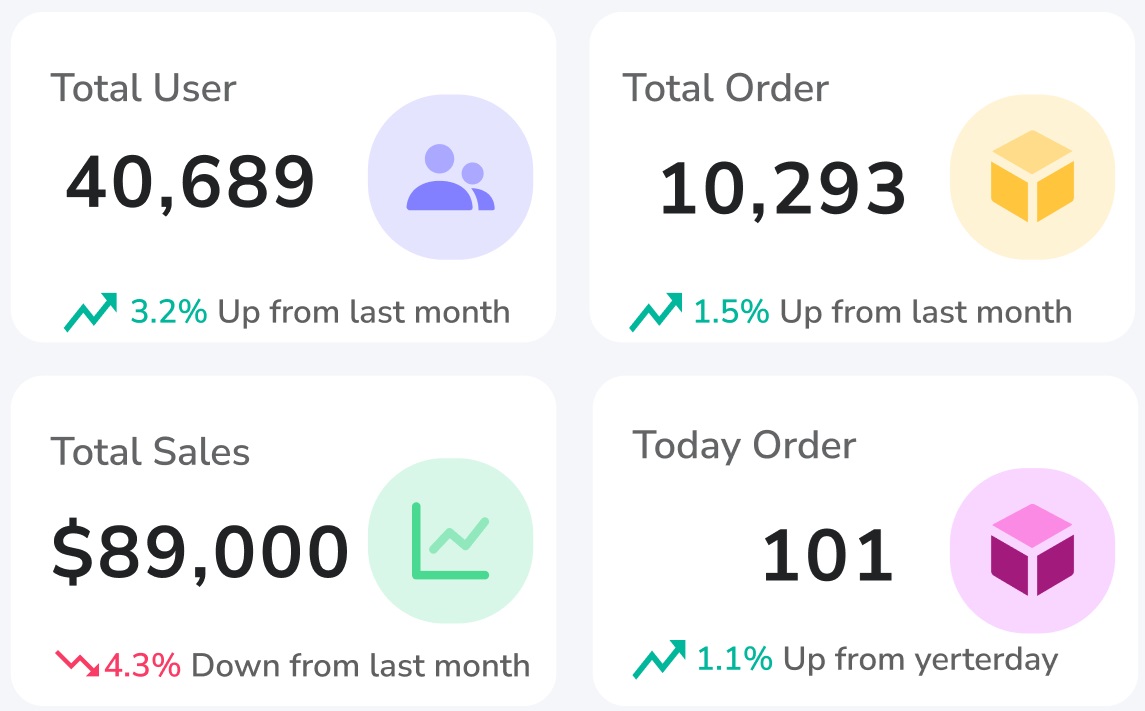 Total User
40,689
3.2% Up from last month
Total Order
10,293
1.5% Up from last month
Total Sales
$89,000
4.3% Down from last month
Today Order
101
1.1% Up from yerterday